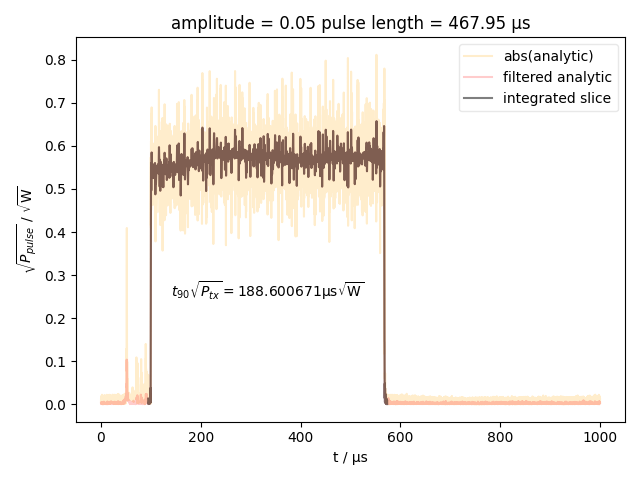 amplitude = 0.05 pulse length = 467.95 μs
abs(analytic)
filtered analytic
integrated slice
√P_pulse / √W
0.8
0.7
0.6
0.5
0.4
0.3
0.2
0.1
0.0
t₉₀√P_tx = 188.600671μs√W
0 200 400 600 800 1000
t / μs